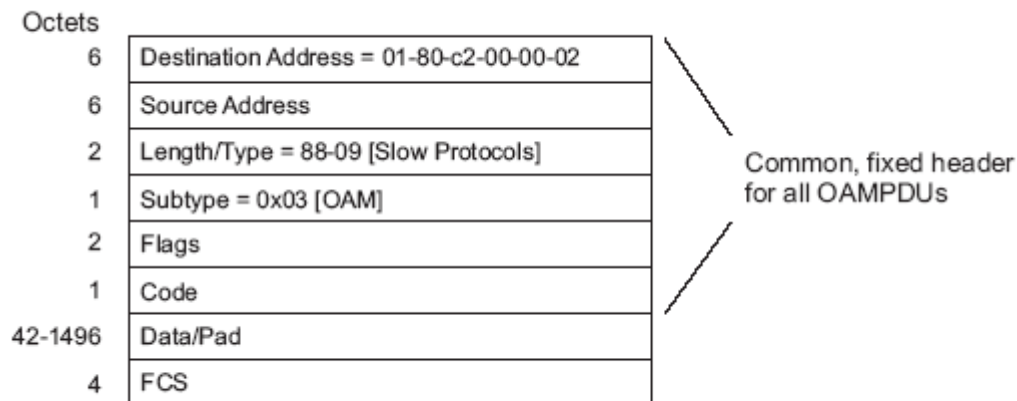 Octets
6 Destination Address = 01-80-c2-00-00-02
6 Source Address
2 Length/Type = 88-09 [Slow Protocols]
1 Subtype = 0x03 [OAM]
2 Flags
1 Code
42-1496 Data/Pad
4 FCS
Common, fixed header
for all OAMPDUs